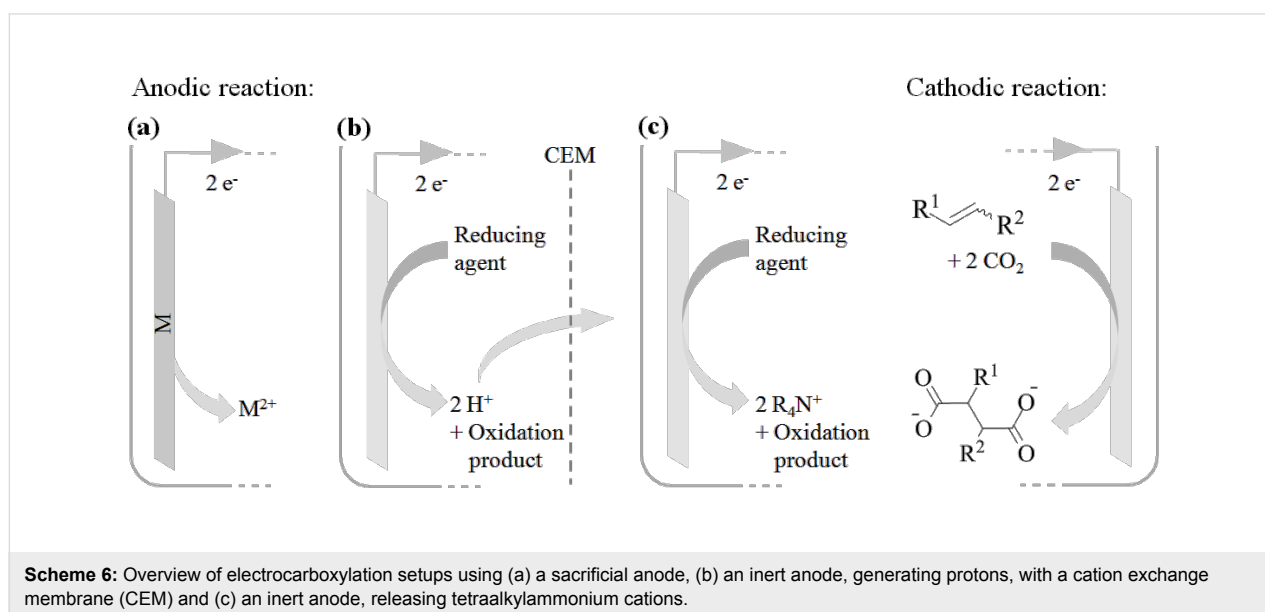 Anodic reaction:
Cathodic reaction:
(a)
(b)
(c)
CEM
2 e-
2 e-
2 e-
2 e-
M
M2+
Reducing
agent
2 H+
+ Oxidation
product
Reducing
agent
2 R4N+
+ Oxidation
product
R1
R2
+ 2 CO2
O
-O
R1
R2
O-
O
Scheme 6: Overview of electrocarboxylation setups using (a) a sacrificial anode, (b) an inert anode, generating protons, with a cation exchange
membrane (CEM) and (c) an inert anode, releasing tetraalkylammonium cations.